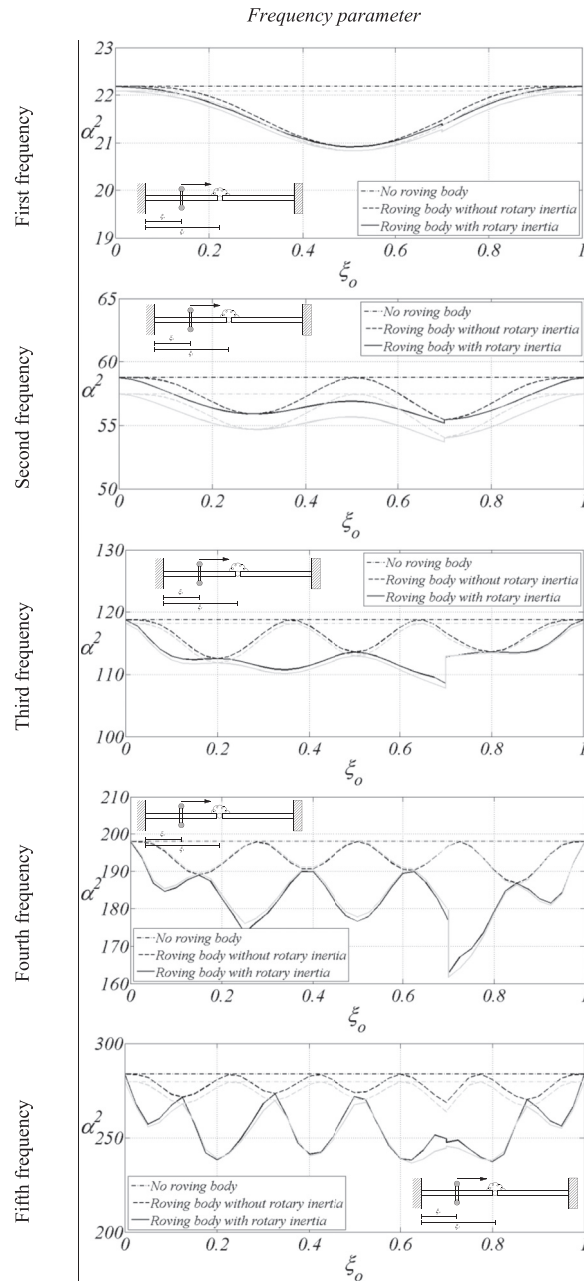 Frequency parameter
First frequency
23
22
21
20
19
α²
No roving body
Roving body without rotary inertia
Roving body with rotary inertia
0 0.2 0.4 0.6 0.8 1
ξo
Second frequency
65
60
55
50
α²
No roving body
Roving body without rotary inertia
Roving body with rotary inertia
0 0.2 0.4 0.6 0.8 1
ξo
Third frequency
130
120
110
100
α²
No roving body
Roving body without rotary inertia
Roving body with rotary inertia
0 0.2 0.4 0.6 0.8 1
ξo
Fourth frequency
210
200
190
180
170
160
α²
No roving body
Roving body without rotary inertia
Roving body with rotary inertia
0 0.2 0.4 0.6 0.8 1
ξo
Fifth frequency
300
250
200
α²
No roving body
Roving body without rotary inertia
Roving body with rotary inertia
0 0.2 0.4 0.6 0.8 1
ξo